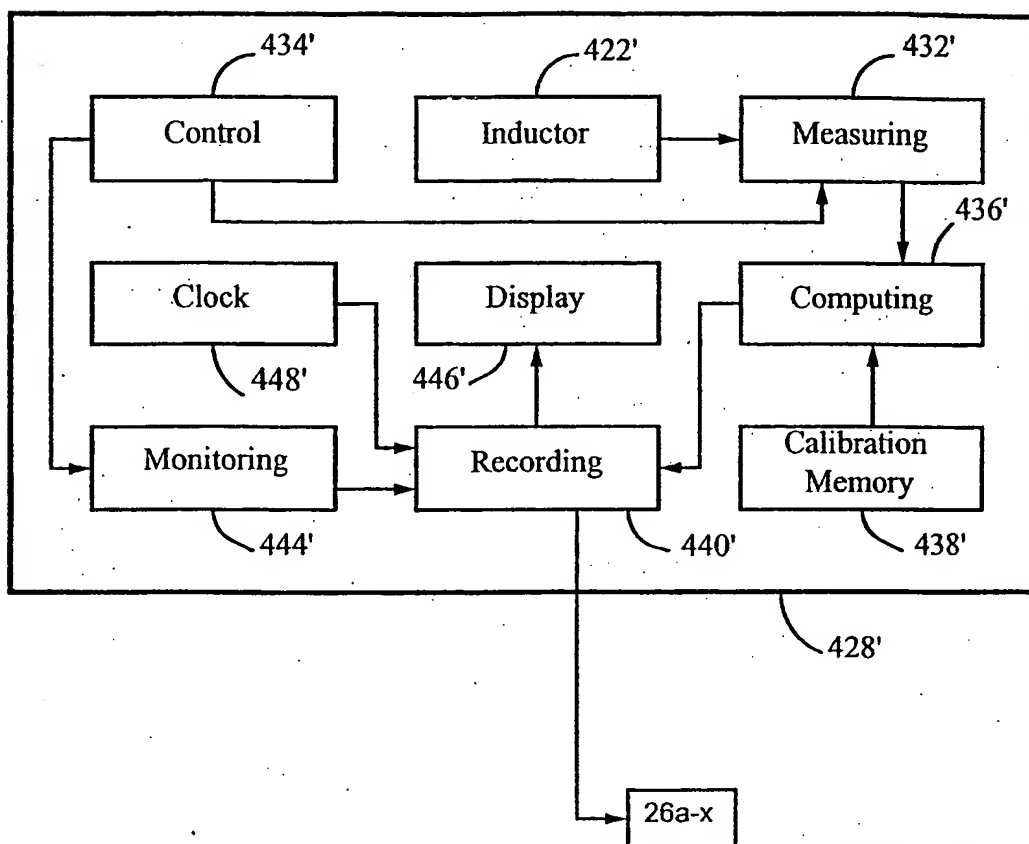 434'
422'
432'
Control
Inductor
Measuring
436'
Clock
Display
Computing
448'
446'
Monitoring
Recording
Calibration
Memory
444'
440'
438'
428'
26a-x